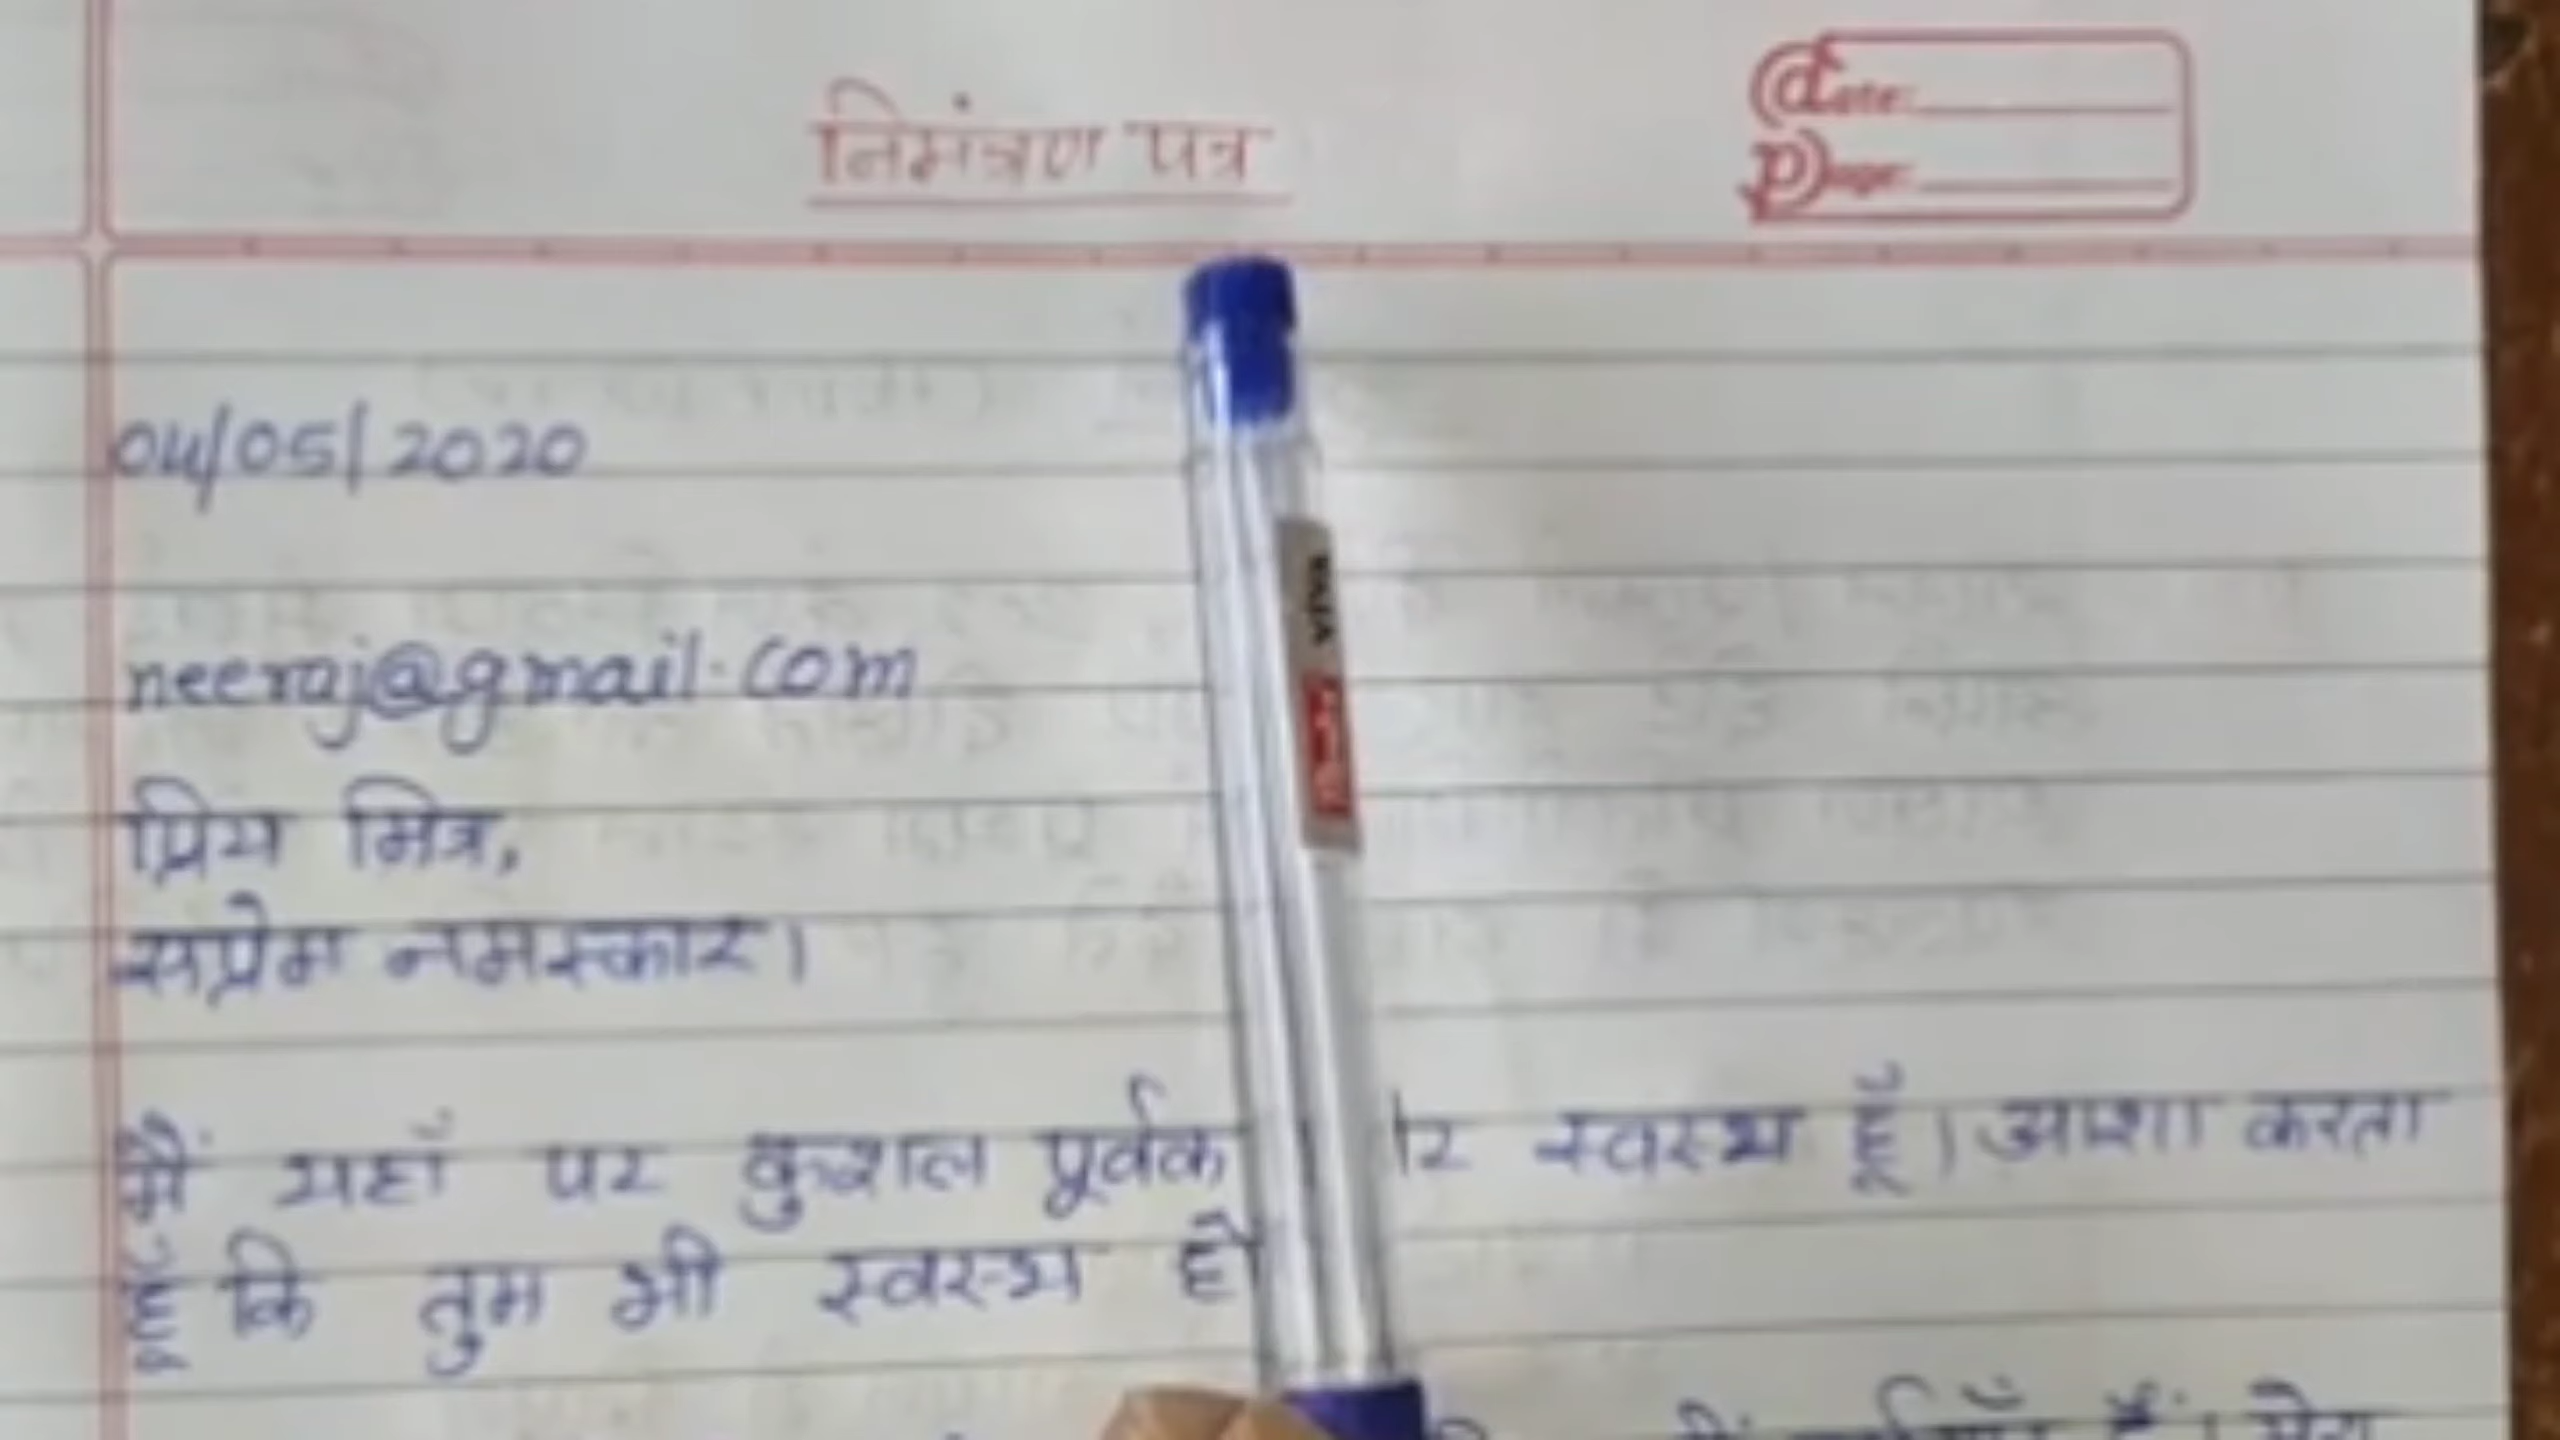 निमंत्रण पत्र
Date:
Page:
04/05/2020
neeraj@gmail.com
प्रिय मित्र,
सप्रेम नमस्कार।
मैं यहाँ पर कुशल पूर्वक स्वस्थ हूँ। आशा करता
हूँ कि तुम भी स्वस्थ